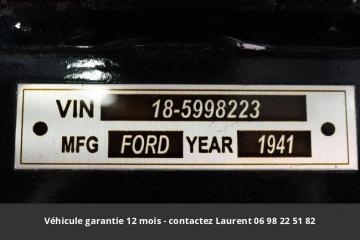 VIN 18-5998223
MFG FORD YEAR 1941
Véhicule garantie 12 mois - contactez Laurent 06 98 22 51 82